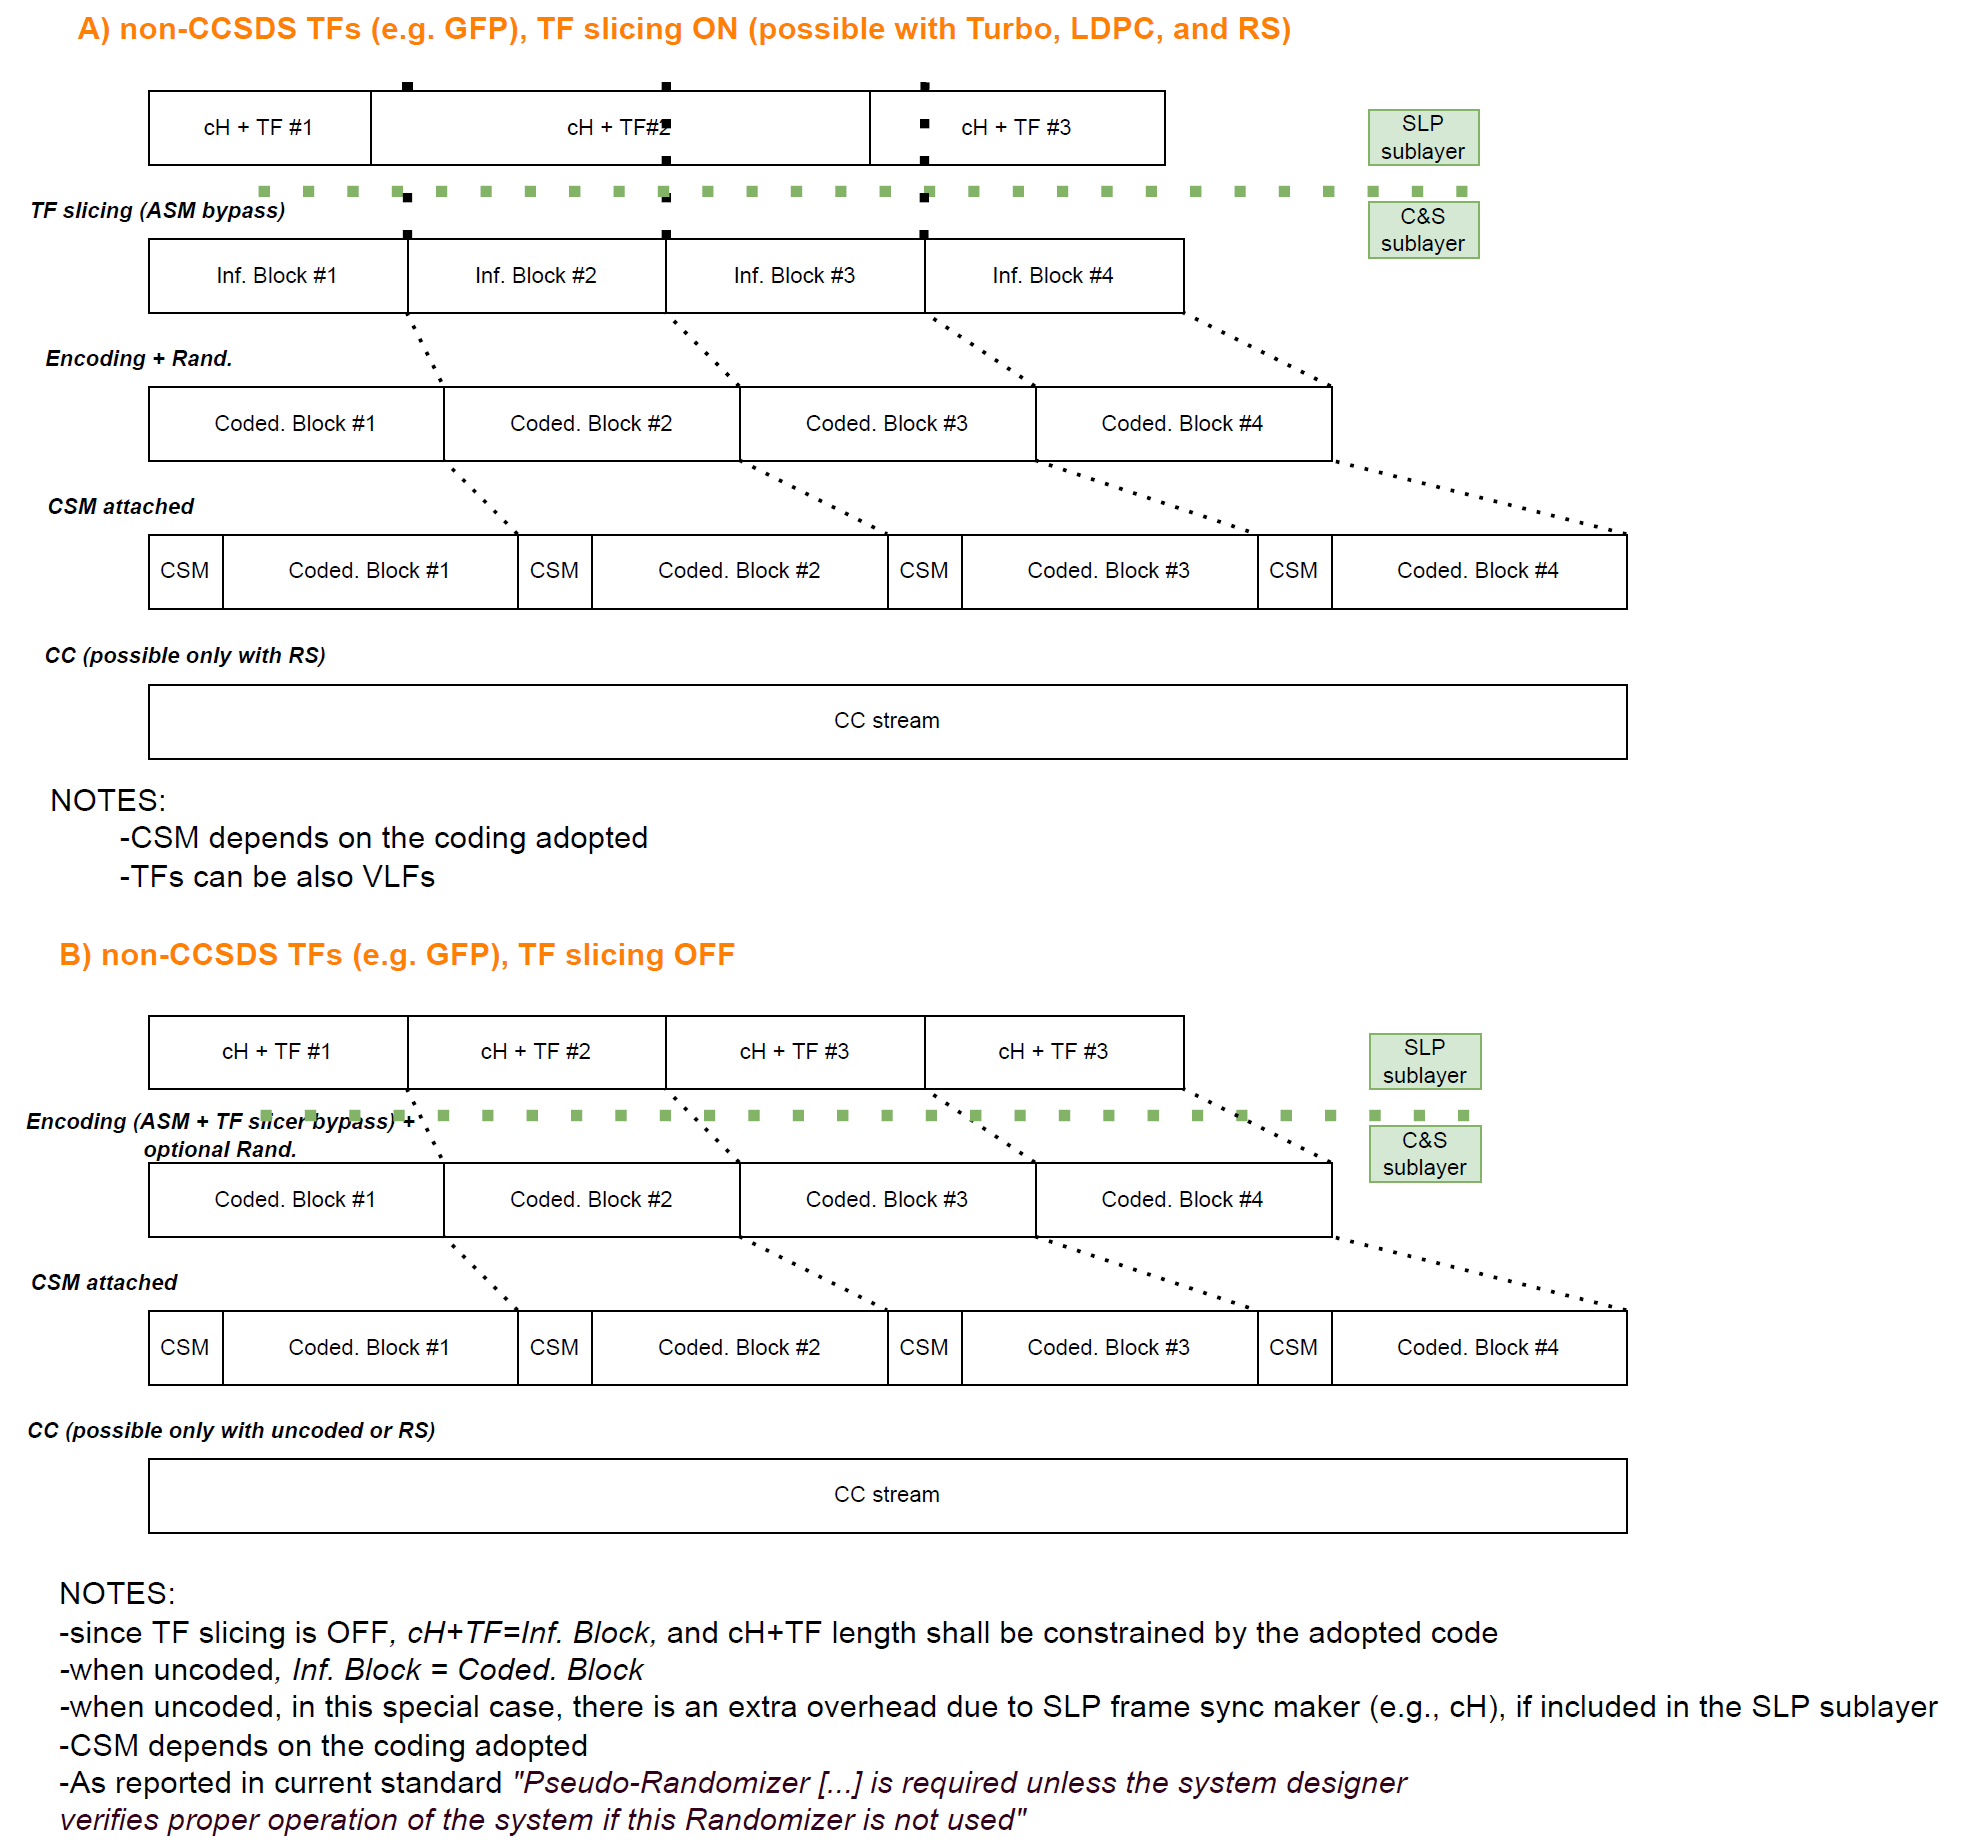 A) non-CCSDS TFs (e.g. GFP), TF slicing ON (possible with Turbo, LDPC, and RS)
cH + TF #1
cH + TF#2
cH + TF #3
SLP
sublayer
TF slicing (ASM bypass)
C&S
sublayer
Inf. Block #1
Inf. Block #2
Inf. Block #3
Inf. Block #4
Encoding + Rand.
Coded. Block #1
Coded. Block #2
Coded. Block #3
Coded. Block #4
CSM attached
CSM
Coded. Block #1
CSM
Coded. Block #2
CSM
Coded. Block #3
CSM
Coded. Block #4
CC (possible only with RS)
CC stream
NOTES:
-CSM depends on the coding adopted
-TFs can be also VLFs
B) non-CCSDS TFs (e.g. GFP), TF slicing OFF
cH + TF #1
cH + TF #2
cH + TF #3
cH + TF #3
SLP
sublayer
Encoding (ASM + TF slicer bypass) +
optional Rand.
C&S
sublayer
Coded. Block #1
Coded. Block #2
Coded. Block #3
Coded. Block #4
CSM attached
CSM
Coded. Block #1
CSM
Coded. Block #2
CSM
Coded. Block #3
CSM
Coded. Block #4
CC (possible only with uncoded or RS)
CC stream
NOTES:
-since TF slicing is OFF, cH+TF=Inf. Block, and cH+TF length shall be constrained by the adopted code
-when uncoded, Inf. Block = Coded. Block
-when uncoded, in this special case, there is an extra overhead due to SLP frame sync maker (e.g., cH), if included in the SLP sublayer
-CSM depends on the coding adopted
-As reported in current standard "Pseudo-Randomizer [...] is required unless the system designer
verifies proper operation of the system if this Randomizer is not used"